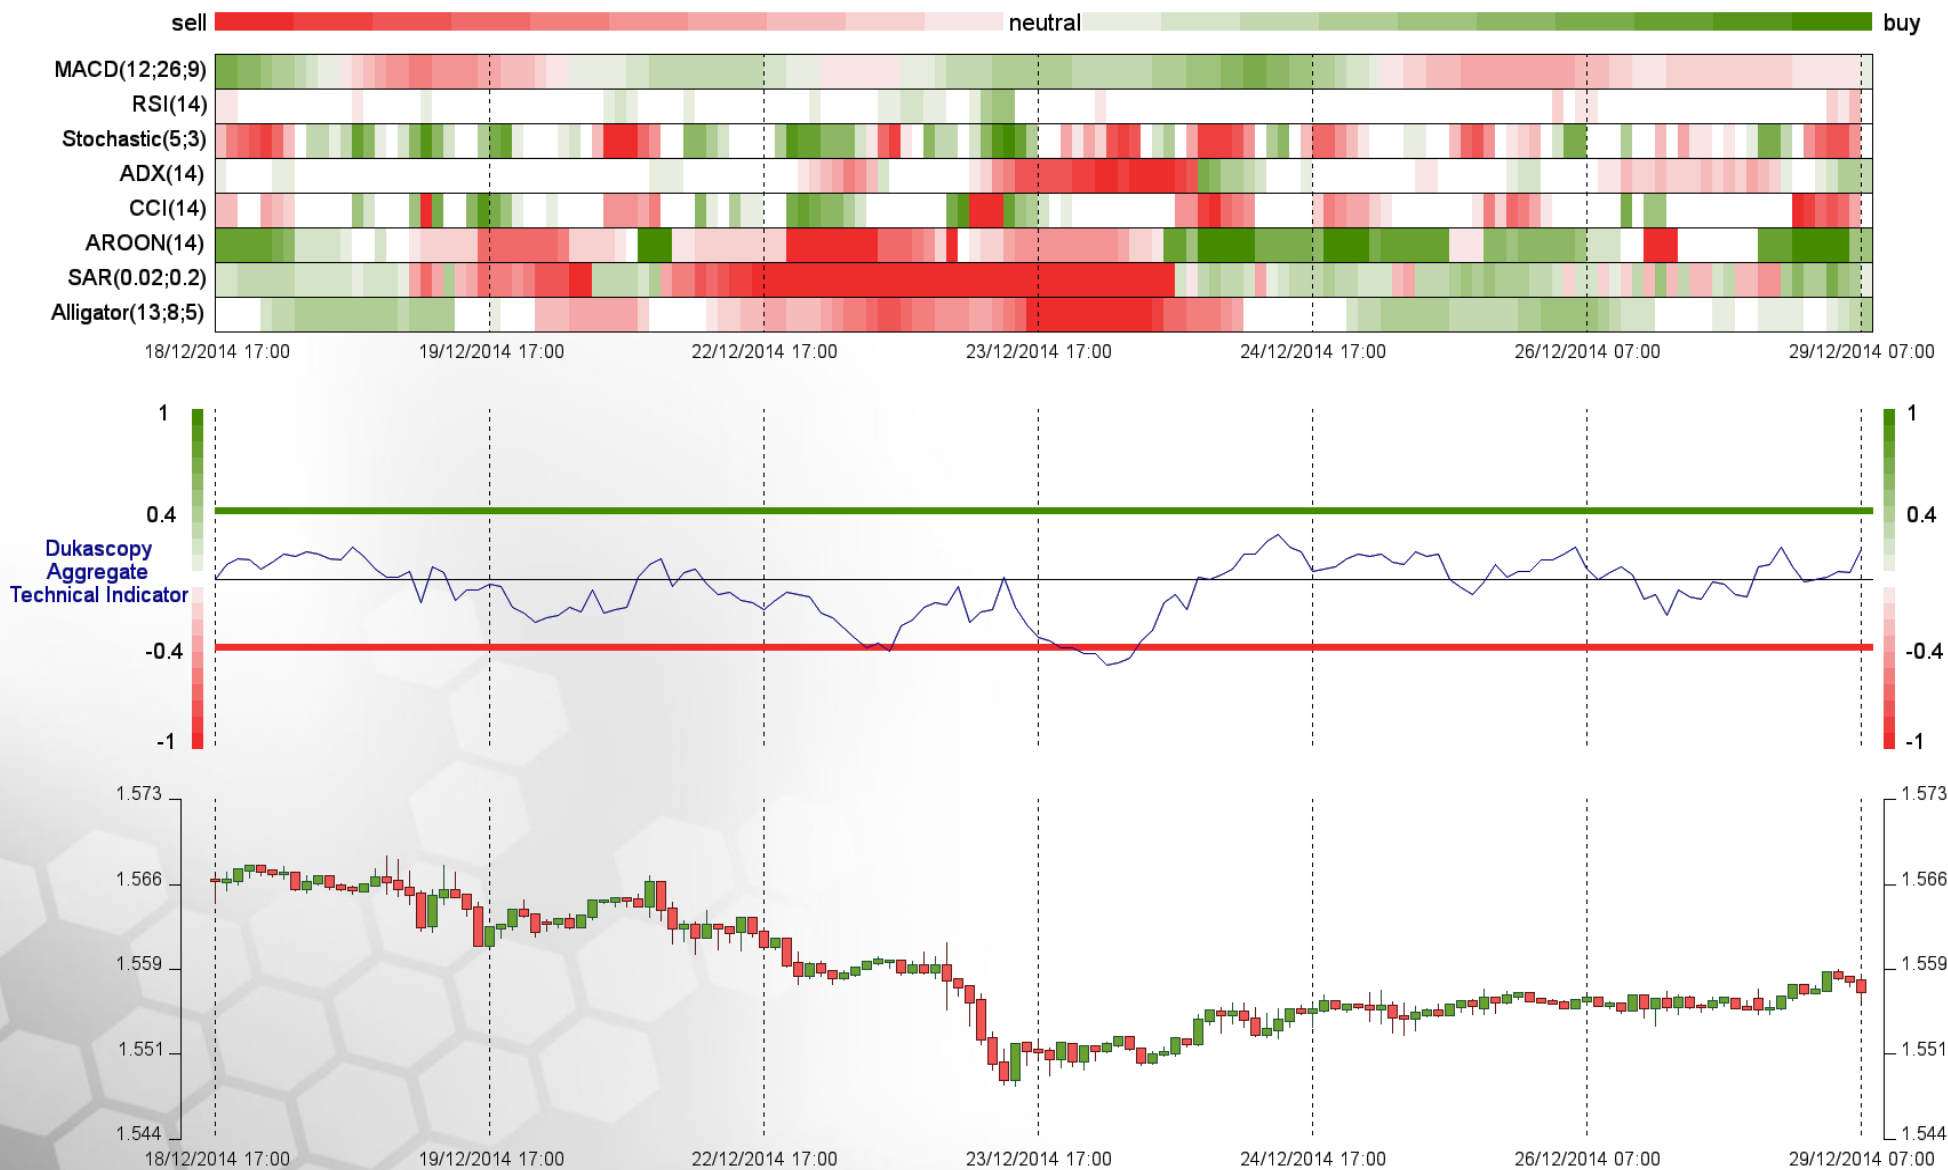 sell neutral buy
MACD(12;26;9)
RSI(14)
Stochastic(5;3)
ADX(14)
CCI(14)
AROON(14)
SAR(0.02;0.2)
Alligator(13;8;5)
18/12/2014 17:00 19/12/2014 17:00 22/12/2014 17:00 23/12/2014 17:00 24/12/2014 17:00 26/12/2014 07:00 29/12/2014 07:00
1 1
0.4 0.4
Dukascopy
Aggregate
Technical Indicator
-0.4 -0.4
-1 -1
1.573 1.573
1.566 1.566
1.559 1.559
1.551 1.551
1.544 1.544
18/12/2014 17:00 19/12/2014 17:00 22/12/2014 17:00 23/12/2014 17:00 24/12/2014 17:00 26/12/2014 07:00 29/12/2014 07:00